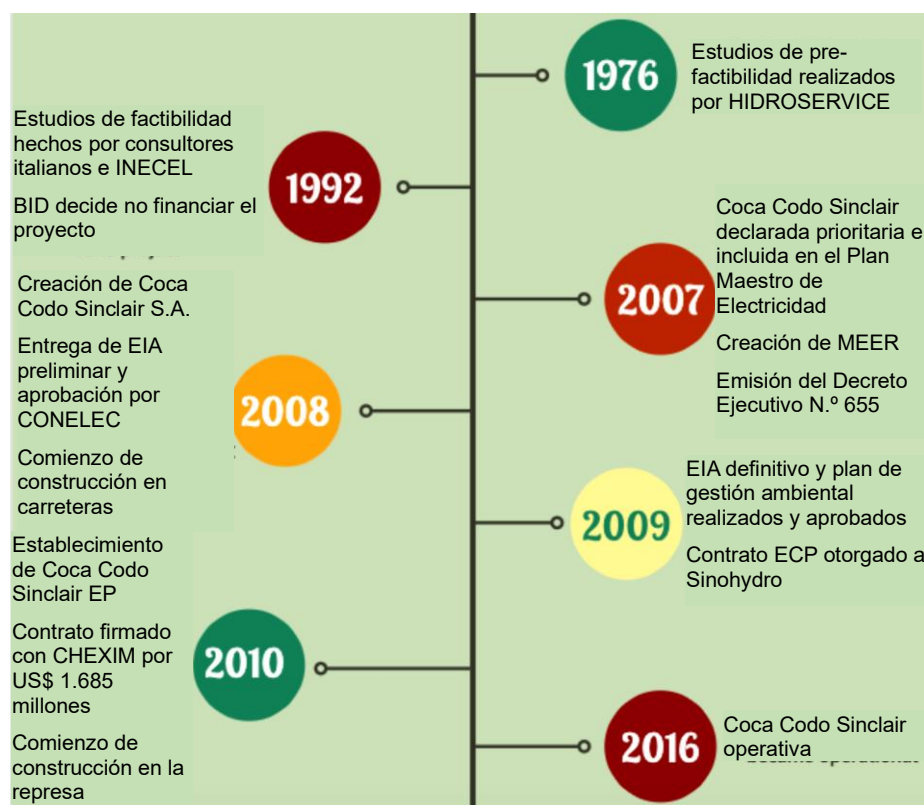 1976
Estudios de pre-
factibilidad realizados
por HIDROSERVICE
Estudios de factibilidad
hechos por consultores
italianos e INECEL
BID decide no financiar el
proyecto
1992
2007
Coca Codo Sinclair
declarada prioritaria e
incluida en el Plan
Maestro de
Electricidad
Creación de MEER
Emisión del Decreto
Ejecutivo N.º 655
Creación de Coca
Codo Sinclair S.A.
Entrega de EIA
preliminar y
aprobación por
CONELEC
Comienzo de
construcción en
carreteras
2008
2009
EIA definitivo y plan de
gestión ambiental
realizados y aprobados
Contrato ECP otorgado a
Sinohydro
Establecimiento
de Coca Codo
Sinclair EP
Contrato firmado
con CHEXIM por
US$ 1.685
millones
Comienzo de
construcción en la
represa
2010
2016
Coca Codo Sinclair
operativa